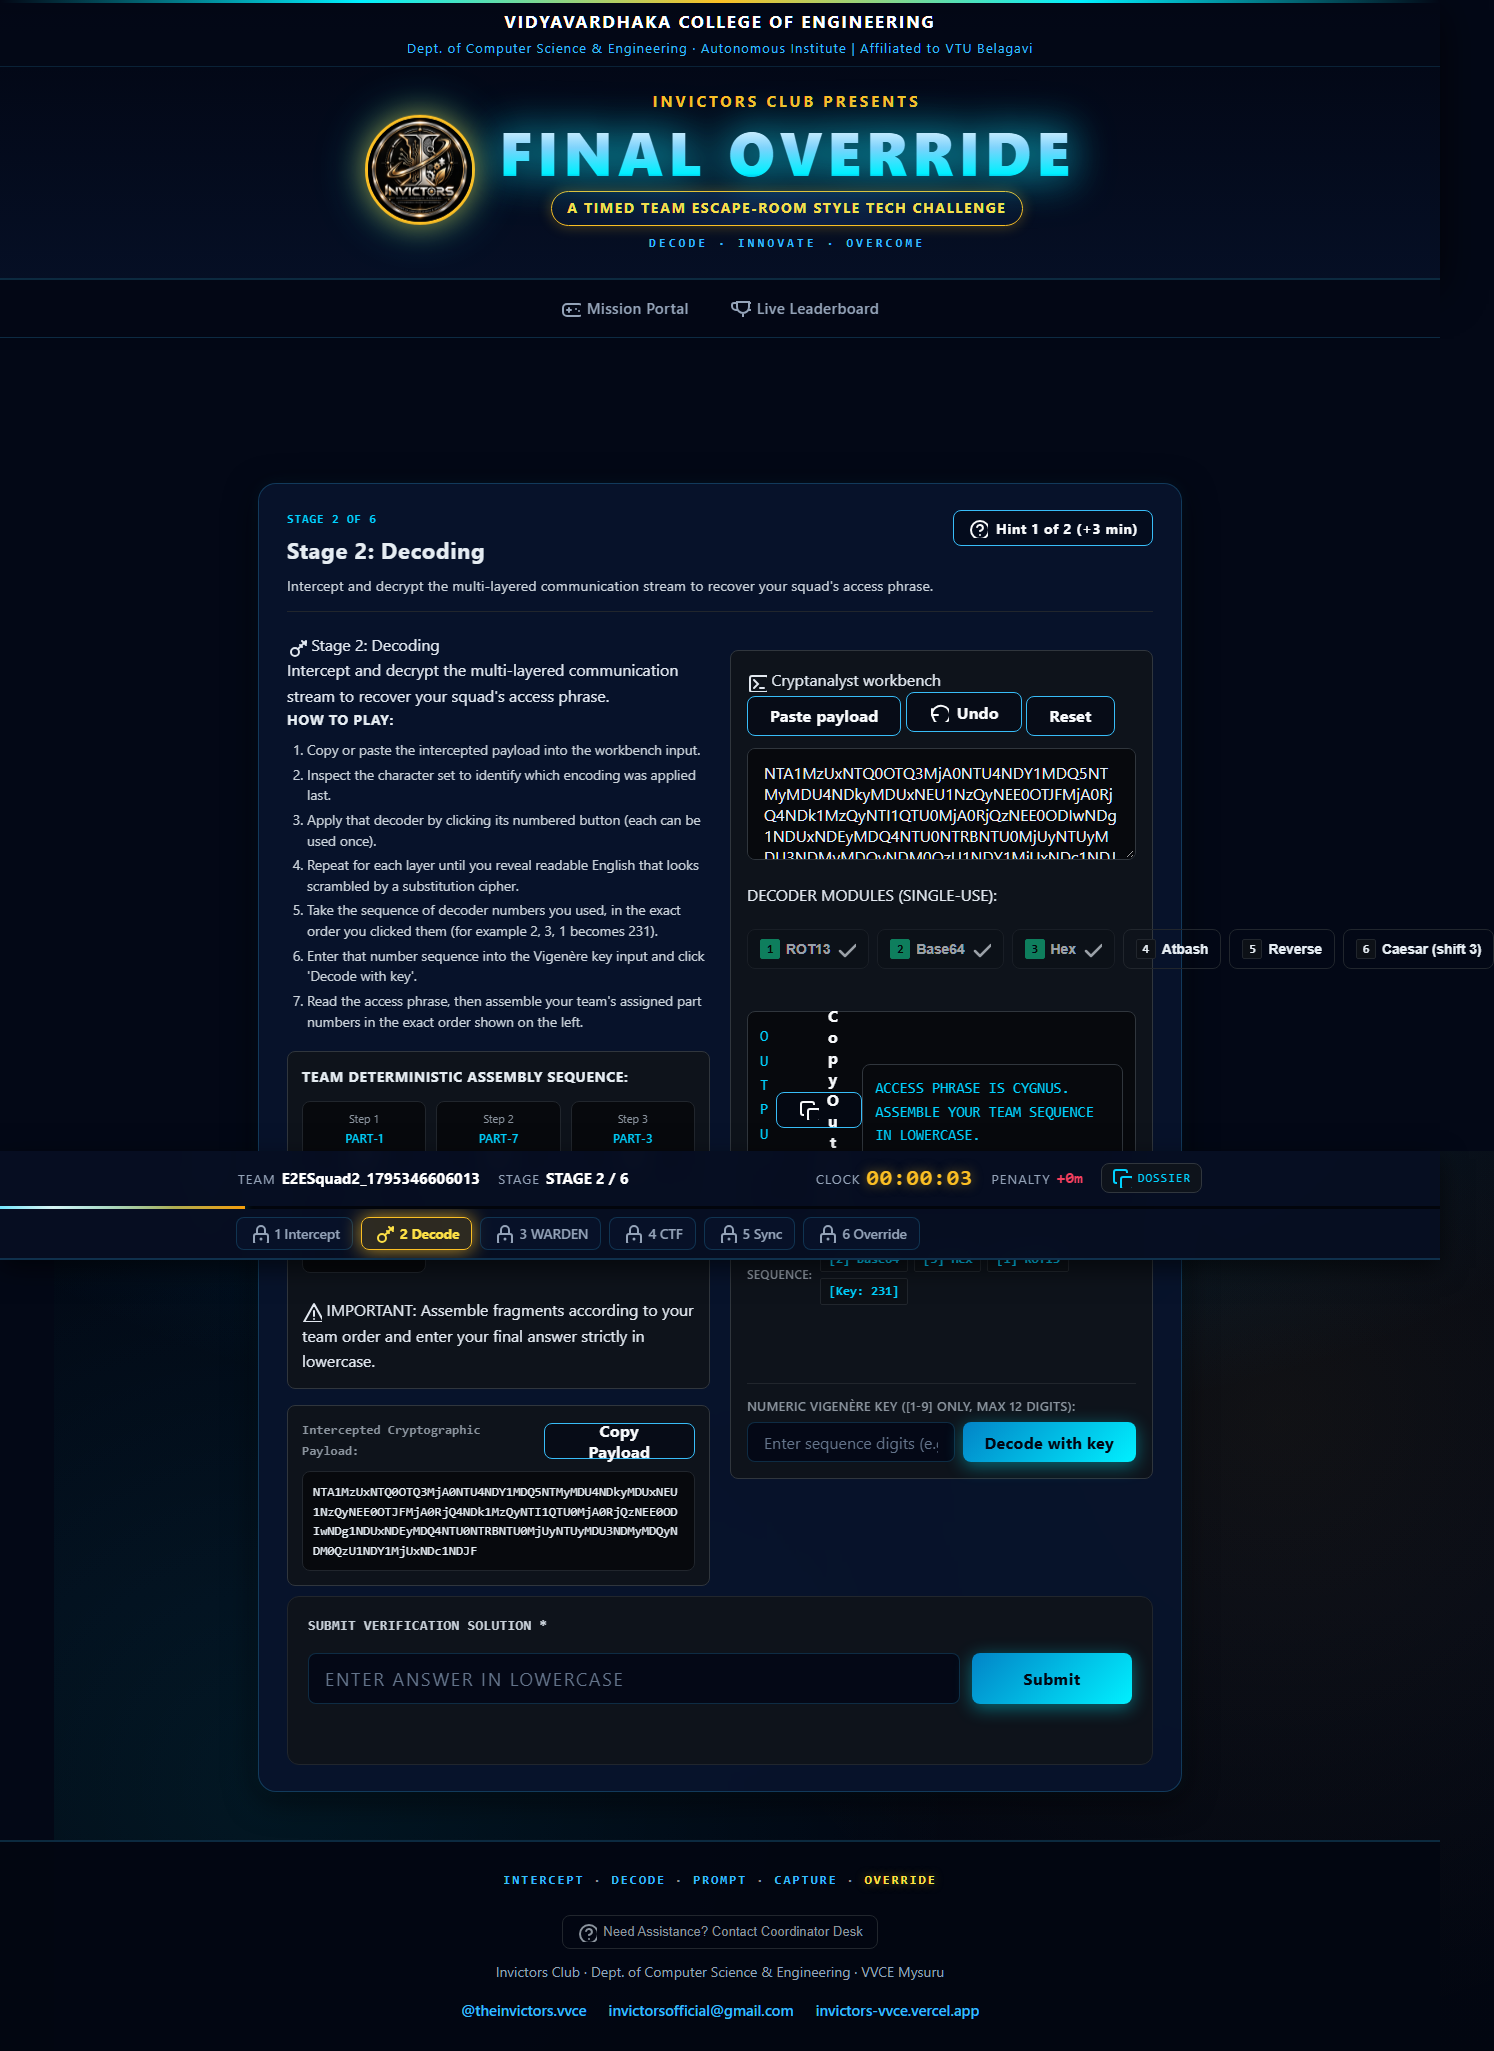 VIDYAVARDHAKA COLLEGE OF ENGINEERING
Dept. of Computer Science & Engineering · Autonomous Institute | Affiliated to VTU Belagavi
INVICTORS CLUB PRESENTS
INVICTORS
FINAL OVERRIDE
A TIMED TEAM ESCAPE-ROOM STYLE TECH CHALLENGE
DECODE · INNOVATE · OVERCOME
Mission Portal
Live Leaderboard
STAGE 2 OF 6
Hint 1 of 2 (+3 min)
Stage 2: Decoding
Intercept and decrypt the multi-layered communication stream to recover your squad's access phrase.
Stage 2: Decoding
Intercept and decrypt the multi-layered communication
stream to recover your squad's access phrase.
HOW TO PLAY:
1. Copy or paste the intercepted payload into the workbench input.
2. Inspect the character set to identify which encoding was applied
last.
3. Apply that decoder by clicking its numbered button (each can be
used once).
4. Repeat for each layer until you reveal readable English that looks
scrambled by a substitution cipher.
5. Take the sequence of decoder numbers you used, in the exact
order you clicked them (for example 2, 3, 1 becomes 231).
6. Enter that number sequence into the Vigenère key input and click
'Decode with key'.
7. Read the access phrase, then assemble your team's assigned part
numbers in the exact order shown on the left.
TEAM DETERMINISTIC ASSEMBLY SEQUENCE:
Step 1
PART-1
Step 2
PART-7
Step 3
PART-3
Cryptanalyst workbench
Paste payload
Undo
Reset
NTA1MzUxNTQ0OTQ3MjA0NTU4NDY1MDQ5NT
MyMDU4NDkyMDUxNEU1NzQyNEE0OTJFMjA0Rj
Q4NDk1MzQyNTI1QTU0MjA0RjQzNEE0ODIwNDg
1NDUxNDEyMDQ4NTU0NTRBNTU0MjUyNTUyM
DU3NDMyMDQyNDM0QzU1NDY1MjUxNDc1NDJ
DECODER MODULES (SINGLE-USE):
1 ROT13
2 Base64
3 Hex
4 Atbash
5 Reverse
6 Caesar (shift 3)
OUTPU
Copy Out
ACCESS PHRASE IS CYGNUS.
ASSEMBLE YOUR TEAM SEQUENCE
IN LOWERCASE.
TEAM E2ESquad2_1795346606013
STAGE STAGE 2 / 6
CLOCK 00:00:03
PENALTY +0m
DOSSIER
1 Intercept
2 Decode
3 WARDEN
4 CTF
5 Sync
6 Override
SEQUENCE:
[2] Base64
[3] Hex
[1] ROT13
[Key: 231]
IMPORTANT: Assemble fragments according to your
team order and enter your final answer strictly in
lowercase.
NUMERIC VIGENÈRE KEY ([1-9] ONLY, MAX 12 DIGITS):
Enter sequence digits (e.g
Decode with key
Intercepted Cryptographic
Payload:
Copy
Payload
NTA1MzUxNTQ0OTQ3MjA0NTU4NDY1MDQ5NTMyMDU4NDkyMDUxNEU
1NzQyNEE0OTJFMjA0RjQ4NDk1MzQyNTI1QTU0MjA0RjQzNEE0OD
IwNDg1NDUxNDEyMDQ4NTU0NTRBNTU0MjUyNTUyMDU3NDMyMDQyN
DM0QzU1NDY1MjUxNDc1NDJF
SUBMIT VERIFICATION SOLUTION *
ENTER ANSWER IN LOWERCASE
Submit
INTERCEPT · DECODE · PROMPT · CAPTURE · OVERRIDE
Need Assistance? Contact Coordinator Desk
Invictors Club · Dept. of Computer Science & Engineering · VVCE Mysuru
@theinvictors.vvce
invictorsofficial@gmail.com
invictors-vvce.vercel.app